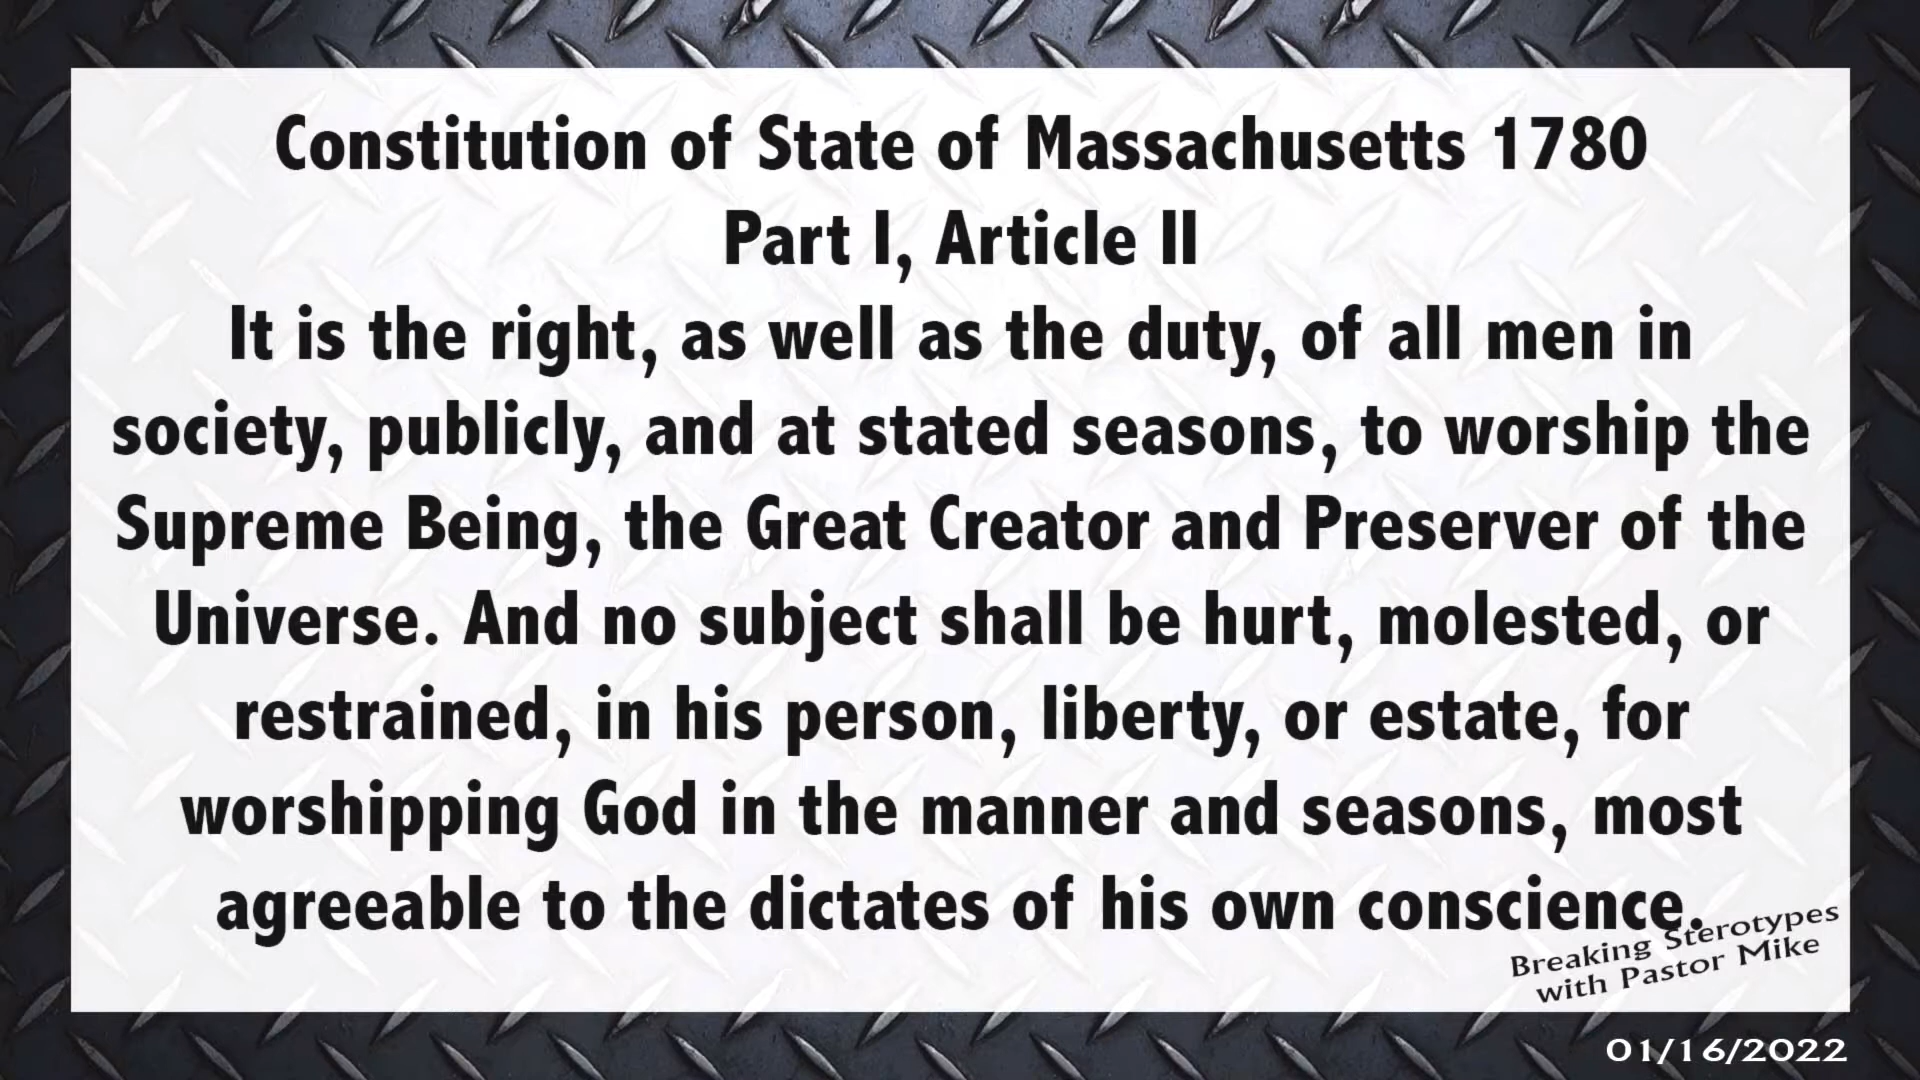 Constitution of State of Massachusetts 1780
Part I, Article II
It is the right, as well as the duty, of all men in
society, publicly, and at stated seasons, to worship the
Supreme Being, the Great Creator and Preserver of the
Universe. And no subject shall be hurt, molested, or
restrained, in his person, liberty, or estate, for
worshipping God in the manner and seasons, most
agreeable to the dictates of his own conscience.
Breaking Sterotypes
with Pastor Mike
01/16/2022